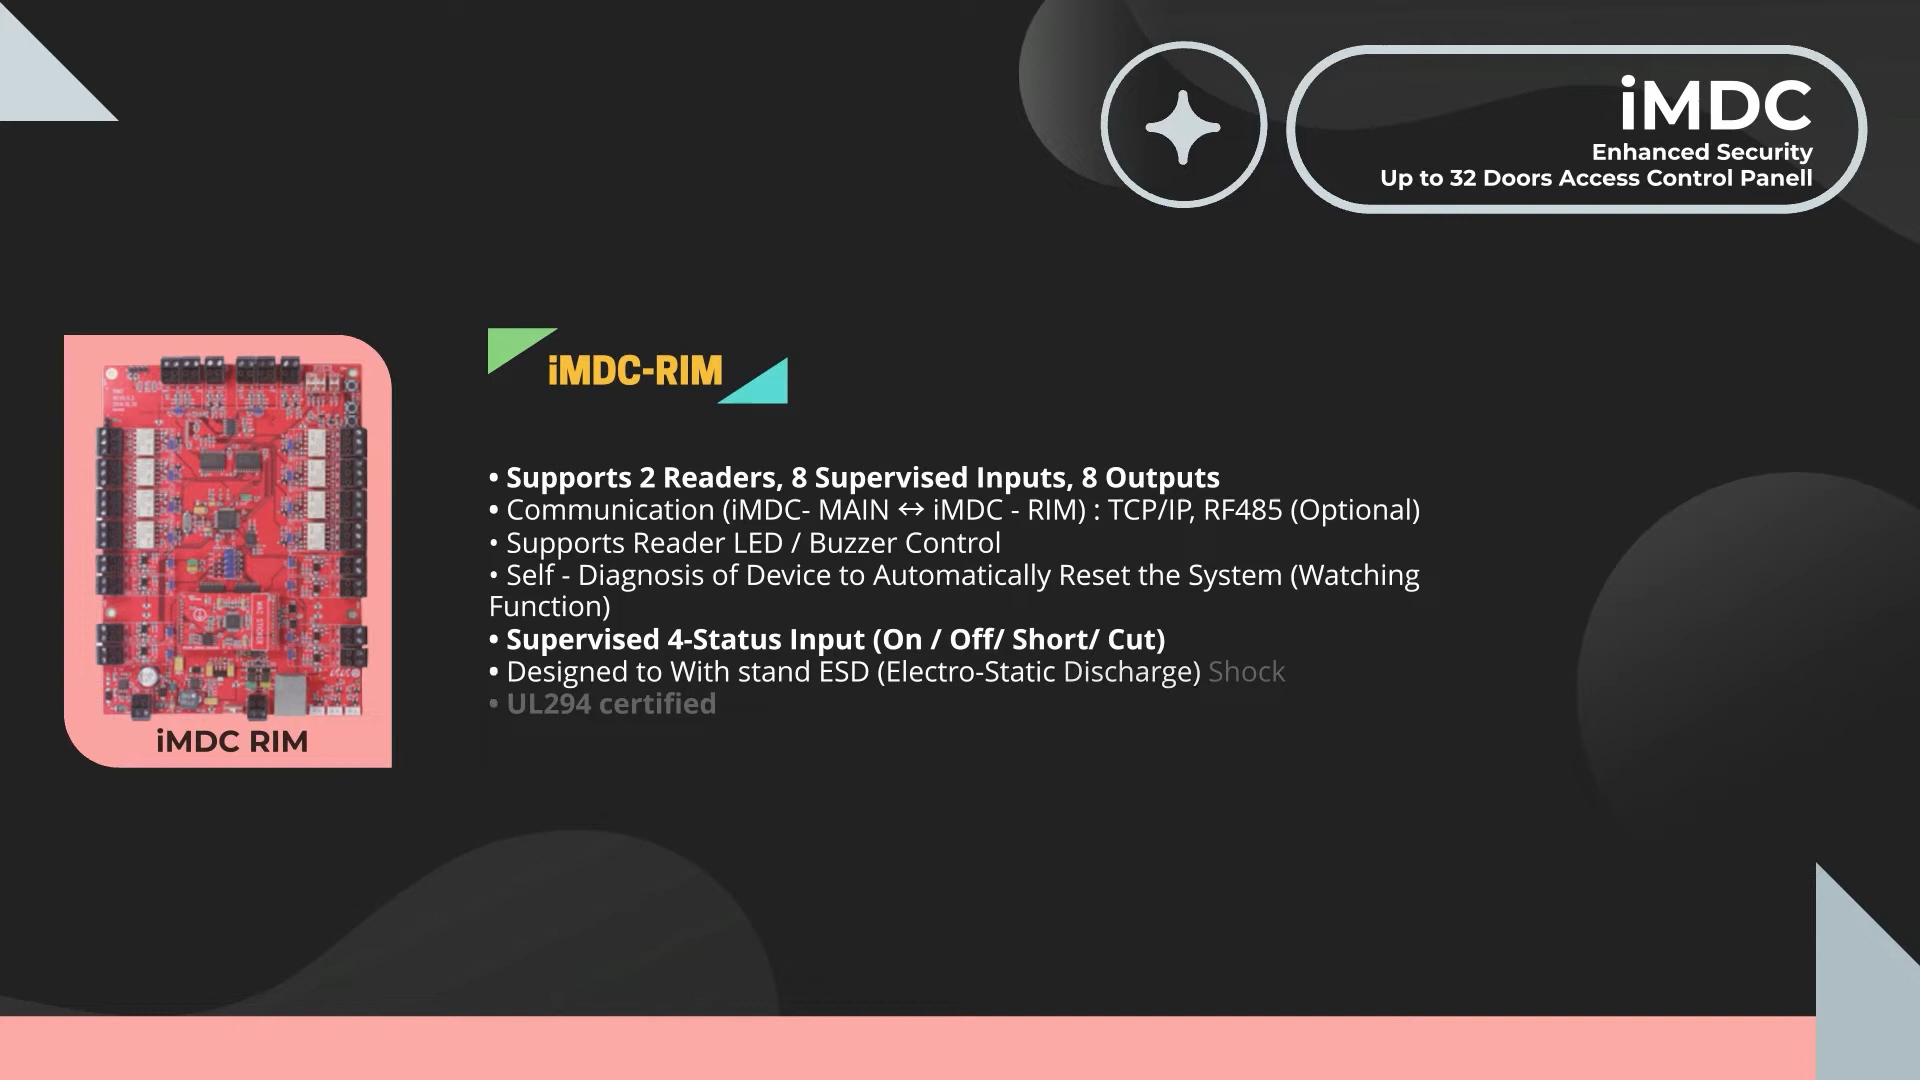 iMDC
Enhanced Security
Up to 32 Doors Access Control Panell
iMDC-RIM
• Supports 2 Readers, 8 Supervised Inputs, 8 Outputs
• Communication (iMDC- MAIN ↔ iMDC - RIM) : TCP/IP, RF485 (Optional)
• Supports Reader LED / Buzzer Control
• Self - Diagnosis of Device to Automatically Reset the System (Watching
Function)
• Supervised 4-Status Input (On / Off/ Short/ Cut)
• Designed to With stand ESD (Electro-Static Discharge) Shock
• UL294 certified
iMDC RIM